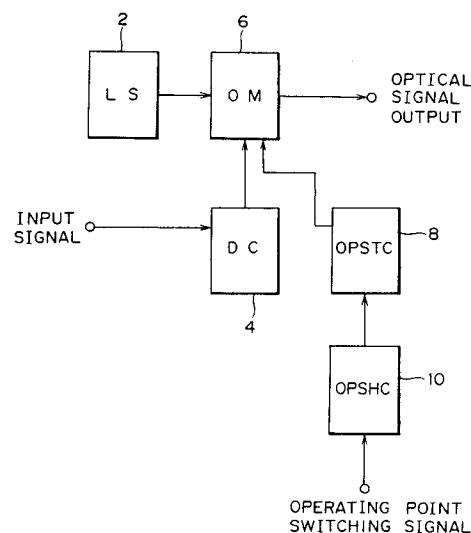 2
6
L S
O M
OPTICAL
SIGNAL
OUTPUT
INPUT
SIGNAL
D C
4
OPSTC
8
OPSHC
10
OPERATING POINT
SWITCHING SIGNAL